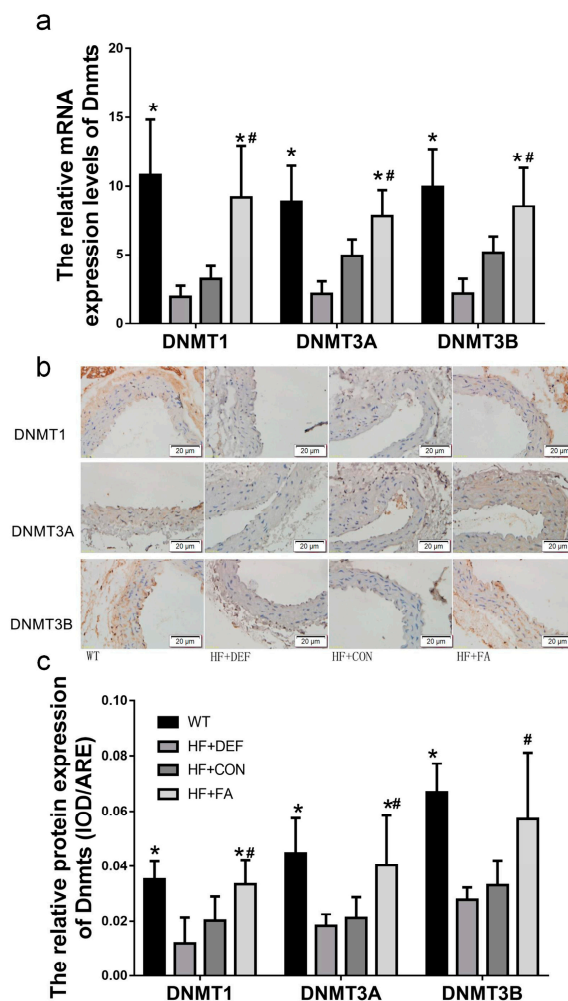 a
The relative mRNA
expression levels of Dnmts
20
15
10
5
0
*
*#
*
*#
*
*#
DNMT1
DNMT3A
DNMT3B
b
DNMT1
20 µm
20 µm
20 µm
20 µm
DNMT3A
20 µm
20 µm
20 µm
20 µm
DNMT3B
20 µm
20 µm
20 µm
20 µm
WT
HF+DEF
HF+CON
HF+FA
c
The relative protein expression
of Dnmts (IOD/ARE)
0.10
0.08
0.06
0.04
0.02
0.00
WT
HF+DEF
HF+CON
HF+FA
*
*#
*
*#
*
#
DNMT1
DNMT3A
DNMT3B